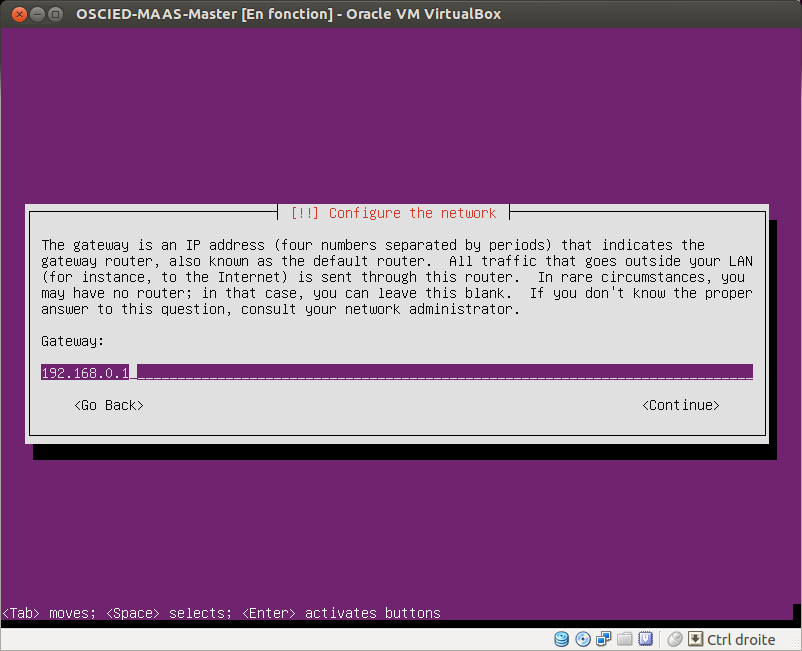 OSCIED-MAAS-Master [En fonction] - Oracle VM VirtualBox
[!!] Configure the network
The gateway is an IP address (four numbers separated by periods) that indicates the
gateway router, also known as the default router.  All traffic that goes outside your LAN
(for instance, to the Internet) is sent through this router.  In rare circumstances, you
may have no router; in that case, you can leave this blank.  If you don't know the proper
answer to this question, consult your network administrator.
Gateway:
192.168.0.1
<Go Back> <Continue>
<Tab> moves; <Space> selects; <Enter> activates buttons
Ctrl droite